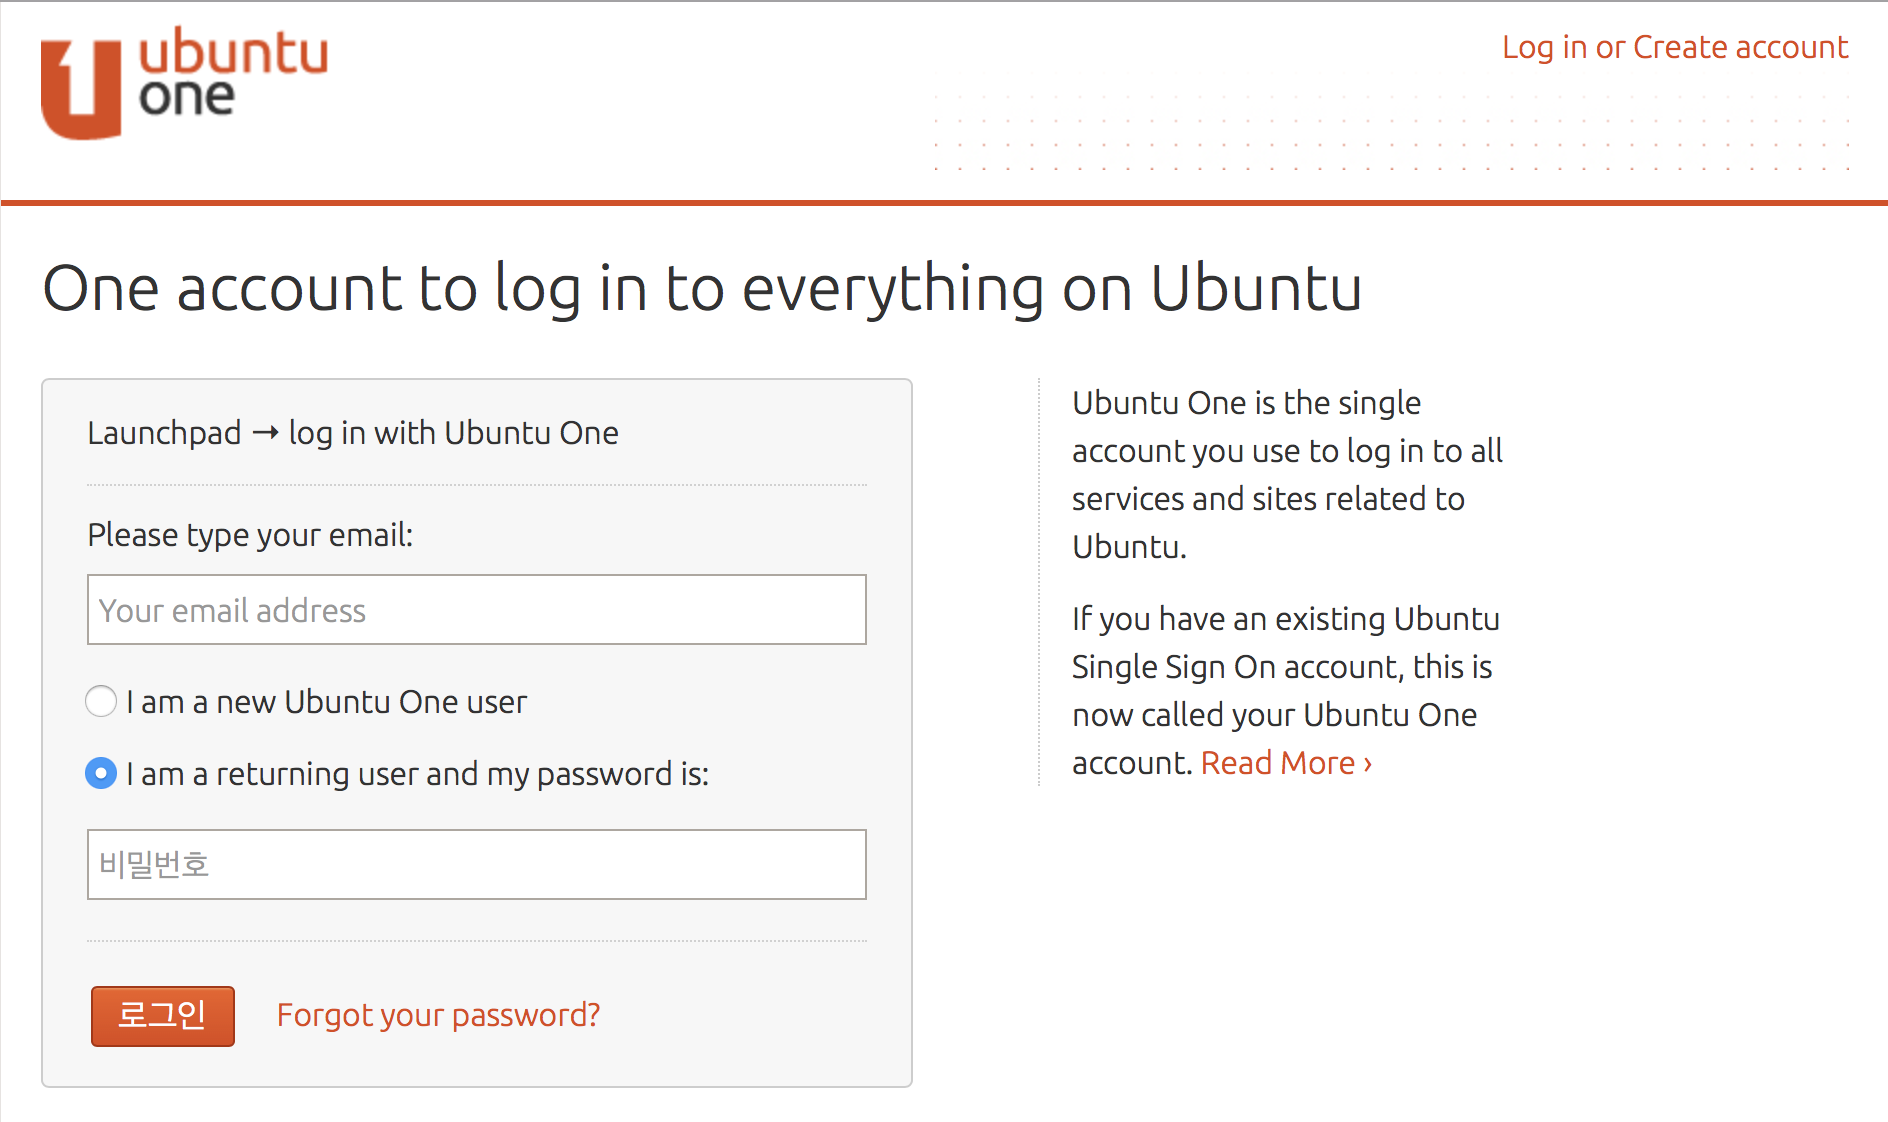 ubuntu
one
Log in or Create account
One account to log in to everything on Ubuntu
Launchpad → log in with Ubuntu One
Please type your email:
Your email address
I am a new Ubuntu One user
I am a returning user and my password is:
비밀번호
로그인
Forgot your password?
Ubuntu One is the single
account you use to log in to all
services and sites related to
Ubuntu.
If you have an existing Ubuntu
Single Sign On account, this is
now called your Ubuntu One
account. Read More ›